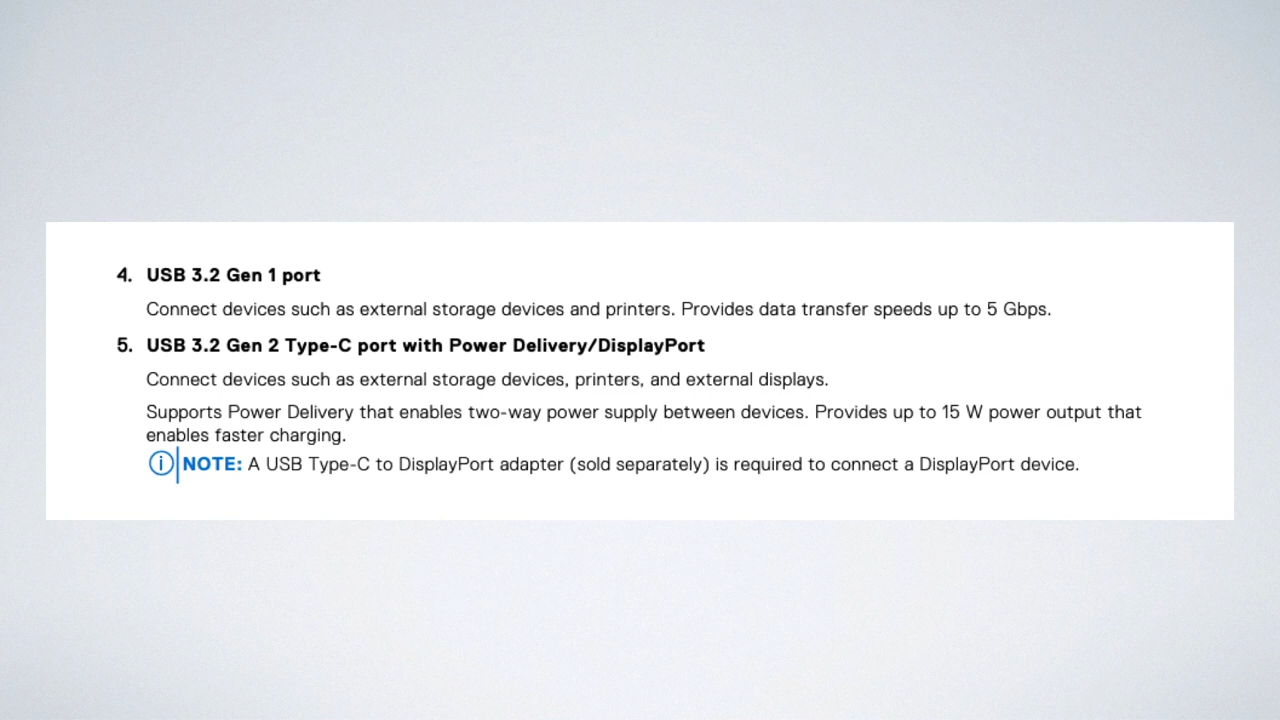 4. USB 3.2 Gen 1 port
Connect devices such as external storage devices and printers. Provides data transfer speeds up to 5 Gbps.
5. USB 3.2 Gen 2 Type-C port with Power Delivery/DisplayPort
Connect devices such as external storage devices, printers, and external displays.
Supports Power Delivery that enables two-way power supply between devices. Provides up to 15 W power output that
enables faster charging.
NOTE: A USB Type-C to DisplayPort adapter (sold separately) is required to connect a DisplayPort device.